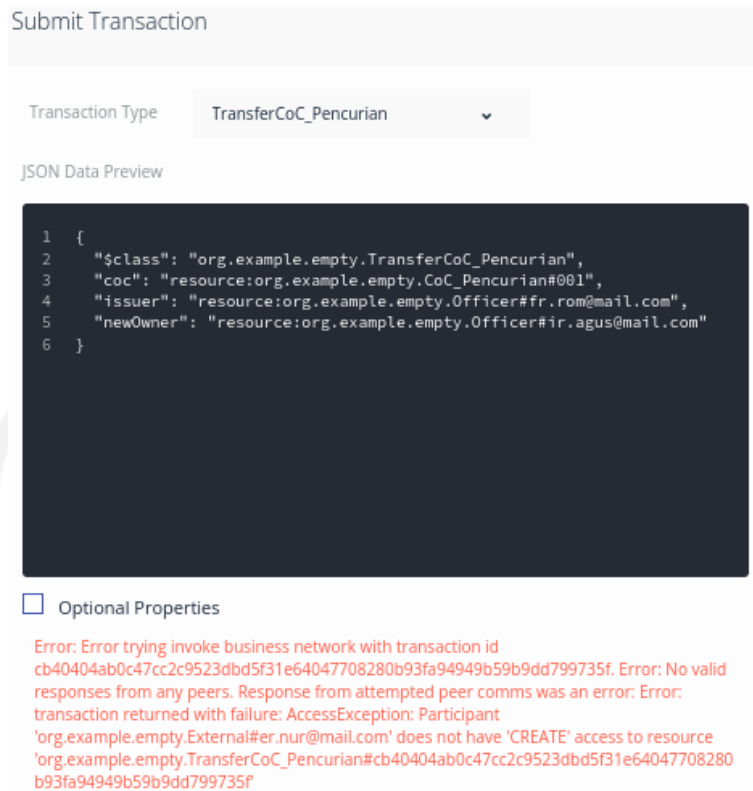 Submit Transaction
Transaction Type TransferCoC_Pencurian
JSON Data Preview
1 {
2 "$class": "org.example.empty.TransferCoC_Pencurian",
3 "coc": "resource:org.example.empty.CoC_Pencurian#001",
4 "issuer": "resource:org.example.empty.Officer#fr.rom@mail.com",
5 "newOwner": "resource:org.example.empty.Officer#ir.agus@mail.com"
6 }
Optional Properties
Error: Error trying invoke business network with transaction id
cb40404ab0c47cc2c9523dbd5f31e64047708280b93fa94949b59b9dd799735f. Error: No valid
responses from any peers. Response from attempted peer comms was an error: Error:
transaction returned with failure: AccessException: Participant
'org.example.empty.External#er.nur@mail.com' does not have 'CREATE' access to resource
'org.example.empty.TransferCoC_Pencurian#cb40404ab0c47cc2c9523dbd5f31e64047708280
b93fa94949b59b9dd799735f'